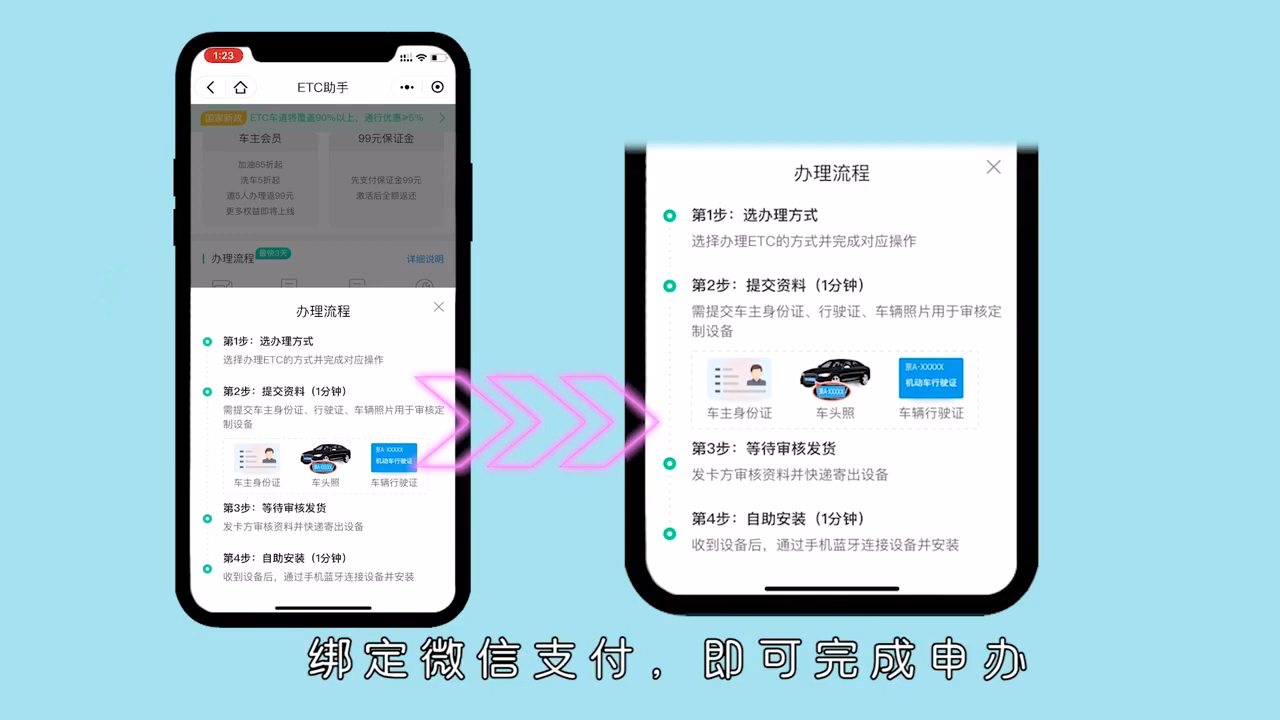 1:23
ETC助手
国家新政 ETC车道将覆盖90%以上，通行优惠≥5%
车主会员
加油85折起
洗车5折起
邀5人办理返99元
更多权益即将上线
99元保证金
先支付保证金99元
激活后全额返还
办理流程 最快3天 详细说明
办理流程
第1步：选办理方式
选择办理ETC的方式并完成对应操作
第2步：提交资料（1分钟）
需提交车主身份证、行驶证、车辆照片用于审核定
制设备
京A·XXXXX
京A·XXXXX
机动车行驶证
车主身份证 车头照 车辆行驶证
第3步：等待审核发货
发卡方审核资料并快递寄出设备
第4步：自助安装（1分钟）
收到设备后，通过手机蓝牙连接设备并安装
办理流程
第1步：选办理方式
选择办理ETC的方式并完成对应操作
第2步：提交资料（1分钟）
需提交车主身份证、行驶证、车辆照片用于审核定
制设备
京A·XXXXX
京A·XXXXX
机动车行驶证
车主身份证 车头照 车辆行驶证
第3步：等待审核发货
发卡方审核资料并快递寄出设备
第4步：自助安装（1分钟）
收到设备后，通过手机蓝牙连接设备并安装
绑定微信支付，即可完成申办